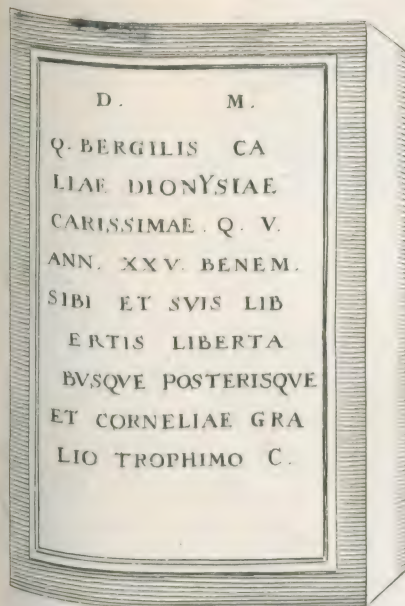 D. M.
Q. BERGILIS CA
LIAE DIONYSIAE
CARISSIMAE. Q. V.
ANN. XXV. BENEM.
SIBI ET SVIS LIB
ERTIS LIBERTA
BVSQVE POSTERISQVE
ET CORNELIAE GRA
LIO TROPHIMO C.